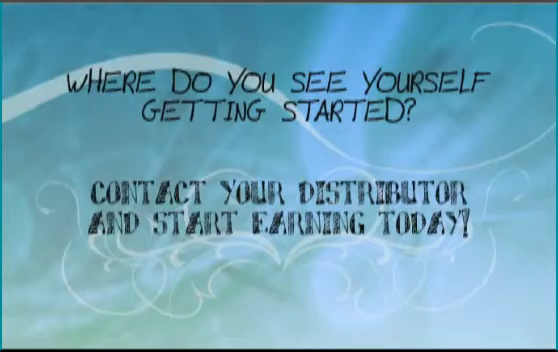 WHERE DO YOU SEE YOURSELF
GETTING STARTED?
CONTACT YOUR DISTRIBUTOR
AND START EARNING TODAY!